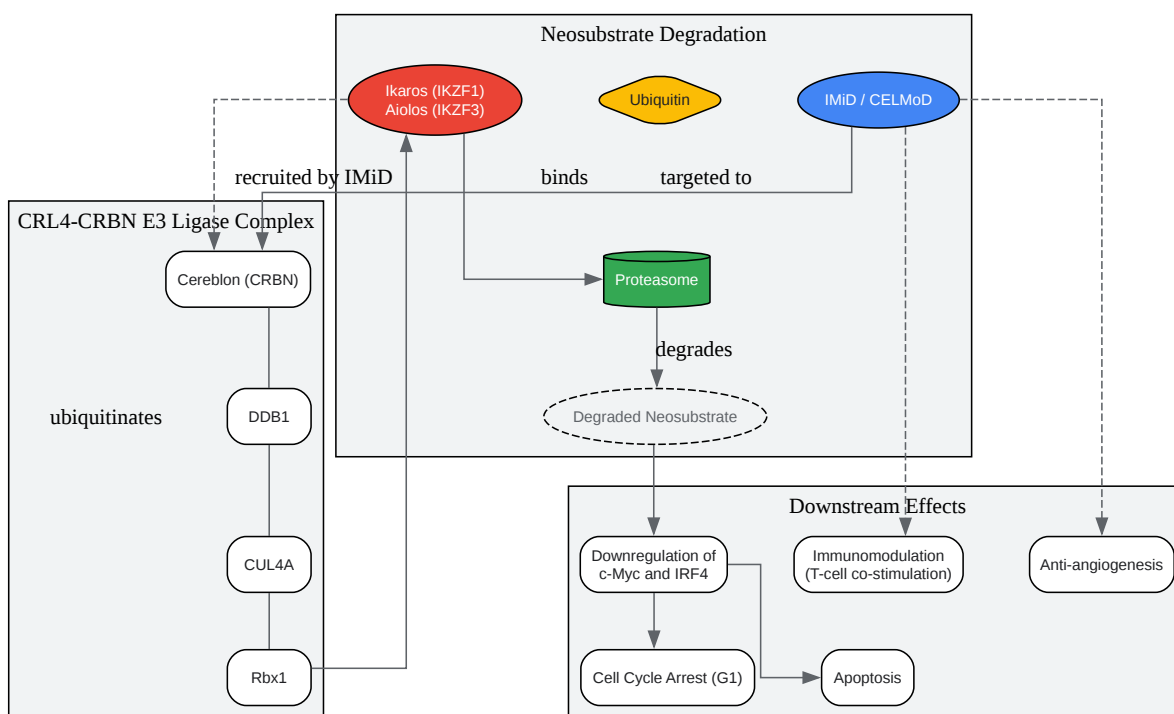 Neosubstrate Degradation
Ikaros (IKZF1)
Aiolos (IKZF3)
Ubiquitin
IMiD / CELMoD
recruited by IMiD
binds
targeted to
CRL4-CRBN E3 Ligase Complex
Cereblon (CRBN)
Proteasome
degrades
DDB1
ubiquitinates
Degraded Neosubstrate
Downstream Effects
CUL4A
Downregulation of
c-Myc and IRF4
Immunomodulation
(T-cell co-stimulation)
Anti-angiogenesis
Rbx1
Cell Cycle Arrest (G1)
Apoptosis